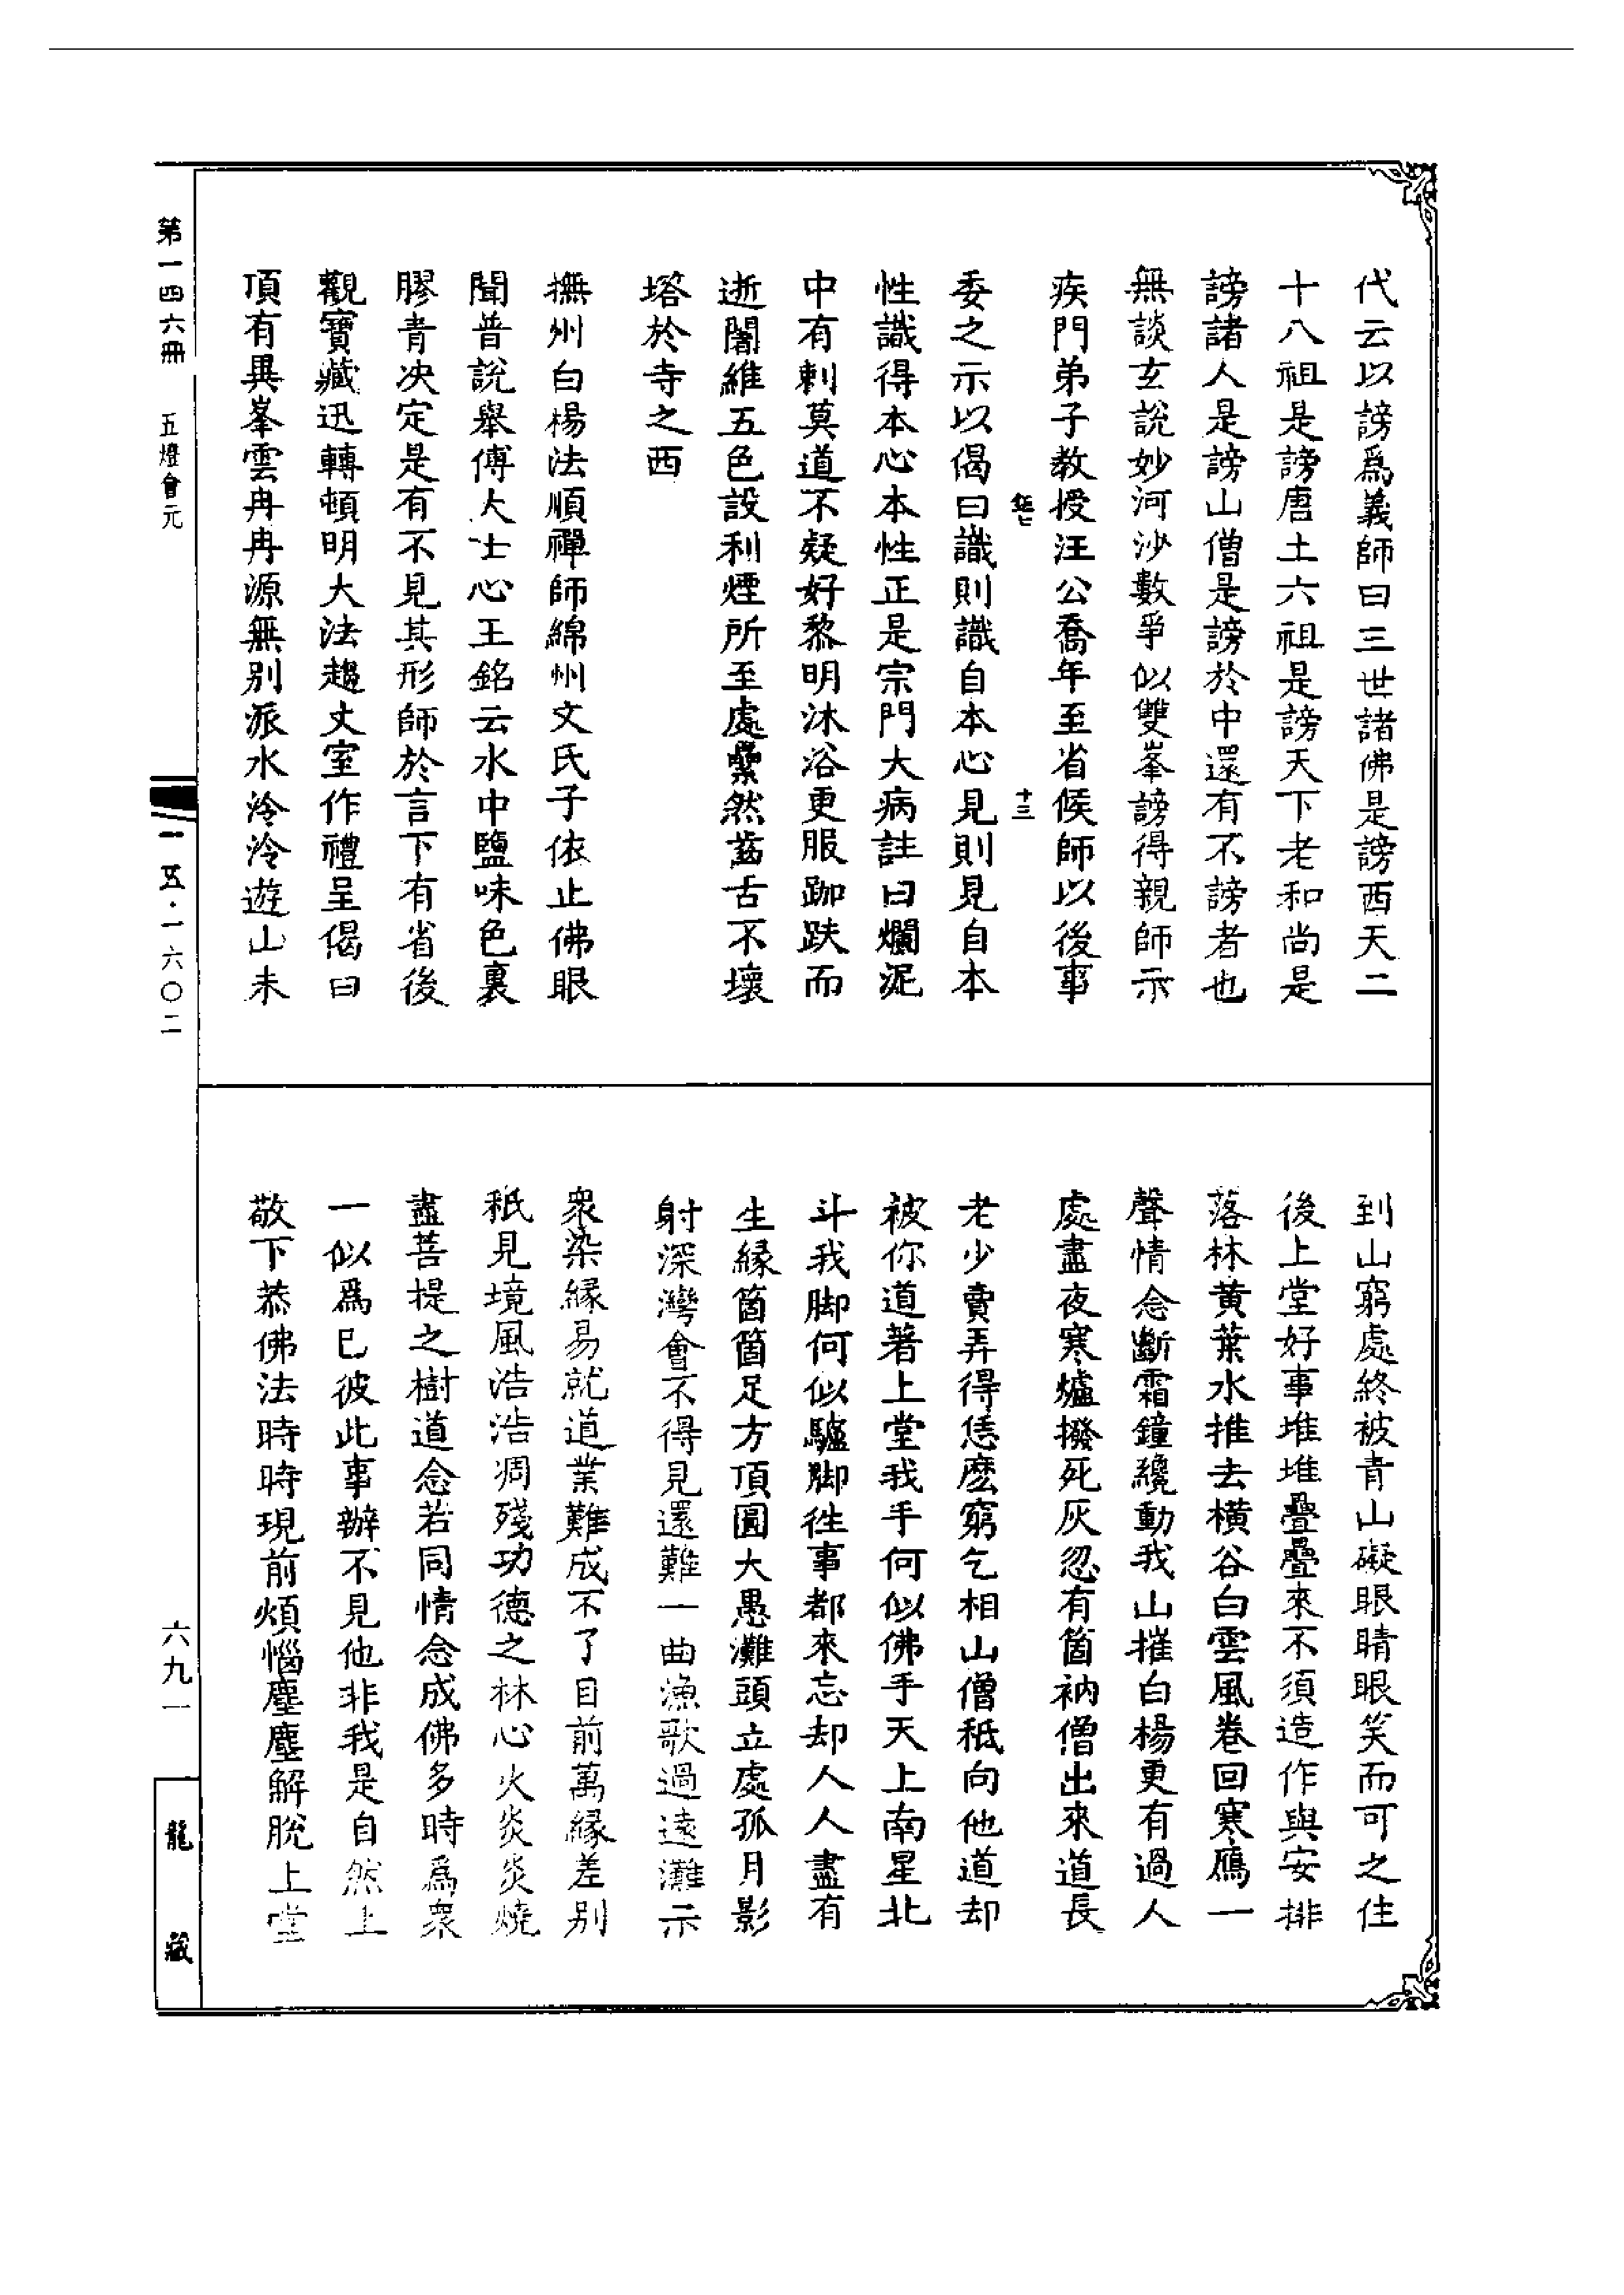 代云以謗爲義師曰三世諸佛是謗西天二
十八祖是謗唐土六祖是謗天下老和尚是
謗諸人是謗山僧是謗於中還有不謗者也
無談玄說妙河沙數爭似雙峯謗得親師示
疾門弟子教授汪公喬年至省候師以後事
十三
委之示以偈曰識則識自本心見則見自本
性識得本心本性正是宗門大病註曰爛泥
中有刺莫道不疑好黎明沐浴更服跏趺而
逝闍維五色設利煙所至處纍然齒舌不壞
塔於寺之西
撫州白楊法順禪師綿州文氏子依止佛眼
聞普說舉傅大士心王銘云水中鹽味色裏
膠青決定是有不見其形師於言下有省後
觀寶藏迅轉頓明大法趨丈室作禮呈偈曰
頂有異峯雲冉冉源無别派水泠泠遊山未
到山窮處終被青山礙眼睛眼笑而可之住
後上堂好事堆堆疊疊來不須造作與安排
落林黄葉水推去橫谷白雲風卷回寒鴈一
聲情念斷霜鐘纔動我山摧白楊更有過人
處盡夜寒爐撥死灰忽有箇衲僧出來道長
老少賣弄得恁麽窮乞相山僧秪向他道却
被你道著上堂我手何似佛手天上南星北
斗我脚何似驢脚徃事都來忘却人人盡有
生縁箇箇足方頂圓大愚灘頭立處孤月影
射深灣會不得見還難一曲漁歌過遠灘示
衆染縁易就道業難成不了目前萬縁差别
秪見境風浩浩凋殘功德之林心火炎炎燒
盡菩提之樹道念若同情念成佛多時爲衆
一似爲巳彼此事辦不見他非我是自然上
敬下恭佛法時時現前煩惱塵塵解脫上堂
第一四六冊 五燈會元
一五·一六〇二
六九一
龍藏